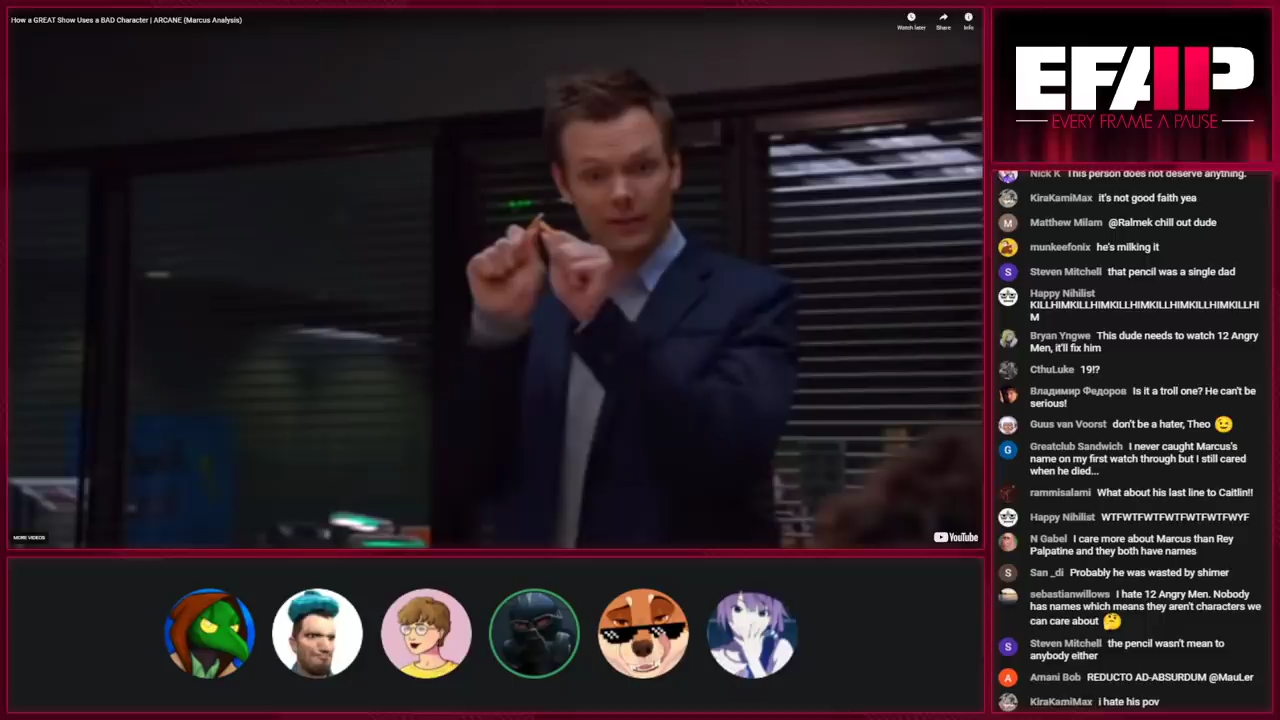 How a GREAT Show Uses a BAD Character | ARCANE (Marcus Analysis)
Watch later
Share
Info
MORE VIDEOS
YouTube
EFAP
EVERY FRAME A PAUSE
Nick K This person does not deserve anything.
KiraKamiMax it's not good faith yea
M
Matthew Milam @Ralmek chill out dude
munkeefonix he's milking it
S
Steven Mitchell that pencil was a single dad
Happy Nihilist
KILLHIMKILLHIMKILLHIMKILLHIMKILLHIMKILLHI
M
Bryan Yngwe This dude needs to watch 12 Angry
Men, it'll fix him
CthuLuke 19!?
Владимир Федоров Is it a troll one? He can't be
serious!
Guus van Voorst don't be a hater, Theo 😉
G
Greatclub Sandwich I never caught Marcus's
name on my first watch through but I still cared
when he died...
rammisalami What about his last line to Caitlin!!
Happy Nihilist WTFWTFWTFWTFWTFWTFWYF
N Gabel I care more about Marcus than Rey
Palpatine and they both have names
S
San _di Probably he was wasted by shimer
sebastianwillows I hate 12 Angry Men. Nobody
has names which means they aren't characters we
can care about 🤔
S
Steven Mitchell the pencil wasn't mean to
anybody either
A
Amani Bob REDUCTO AD-ABSURDUM @MauLer
KiraKamiMax i hate his pov